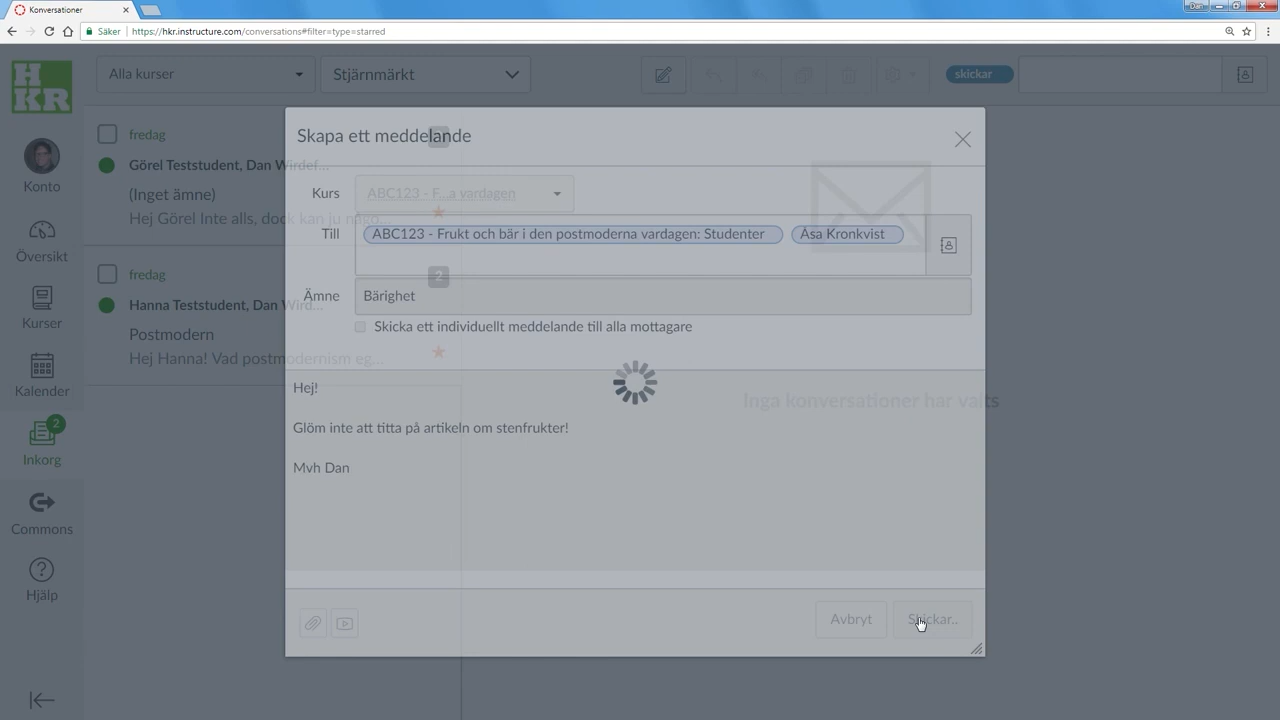 Konversationer
Dan
Säker
https://hkr.instructure.com/conversations#filter=type=starred
HKR
Alla kurser
Stjärnmärkt
skickar
Konto
Översikt
Kurser
Kalender
2
Inkorg
Commons
Hjälp
fredag
Görel Teststudent, Dan Wirdef...
(Inget ämne)
Hej Görel Inte alls, dock kan ju någo...
fredag
2
Hanna Teststudent, Dan Wird...
Postmodern
Hej Hanna! Vad postmodernism eg...
Inga konversationer har valts
Skapa ett meddelande
Kurs
ABC123 - F...a vardagen
Till
ABC123 - Frukt och bär i den postmoderna vardagen: Studenter
Åsa Kronkvist
Ämne
Bärighet
Skicka ett individuellt meddelande till alla mottagare
Hej!
Glöm inte att titta på artikeln om stenfrukter!
Mvh Dan
Avbryt
Skickar..